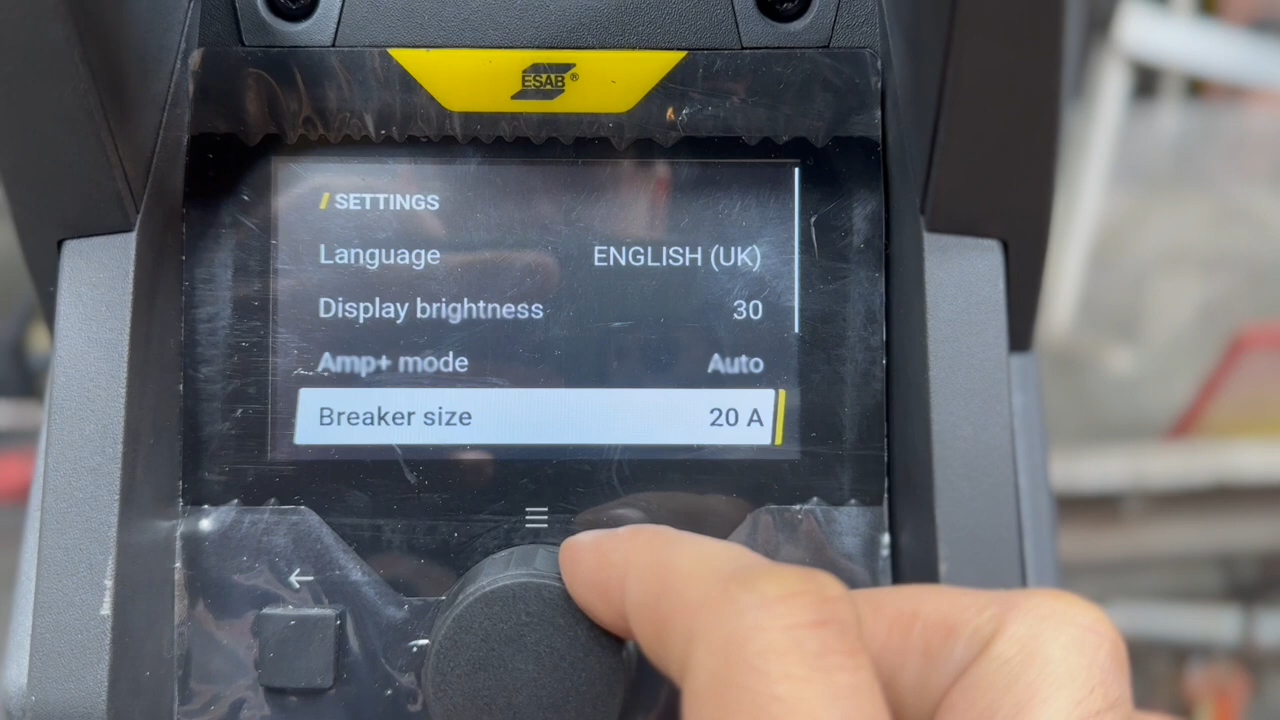 ESAB®
SETTINGS
Language ENGLISH (UK)
Display brightness 30
Amp+ mode Auto
Breaker size 20 A